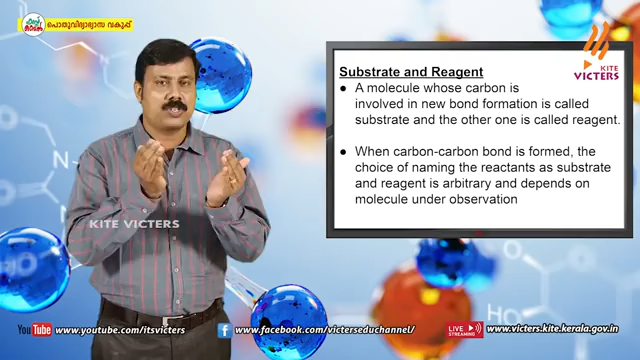 പൊതുവിദ്യാഭ്യാസ വകുപ്പ്
KITE
VICTERS
Substrate and Reagent
● A molecule whose carbon is
involved in new bond formation is called
substrate and the other one is called reagent.
● When carbon-carbon bond is formed, the
choice of naming the reactants as substrate
and reagent is arbitrary and depends on
molecule under observation
KITE VICTERS
N
O
HO
YouTube www.youtube.com/itsvicters
f www.facebook.com/victerseduchannel/
LIVE
STREAMING
www.victers.kite.kerala.gov.in